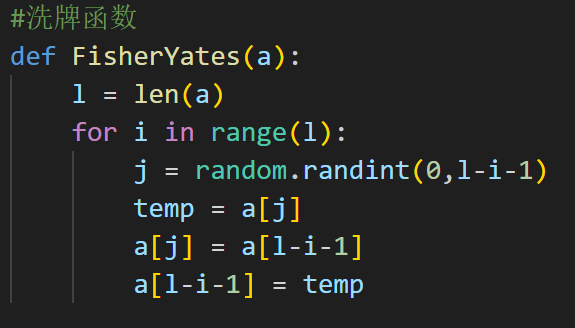 #洗牌函数
def FisherYates(a):
    l = len(a)
    for i in range(l):
        j = random.randint(0,l-i-1)
        temp = a[j]
        a[j] = a[l-i-1]
        a[l-i-1] = temp